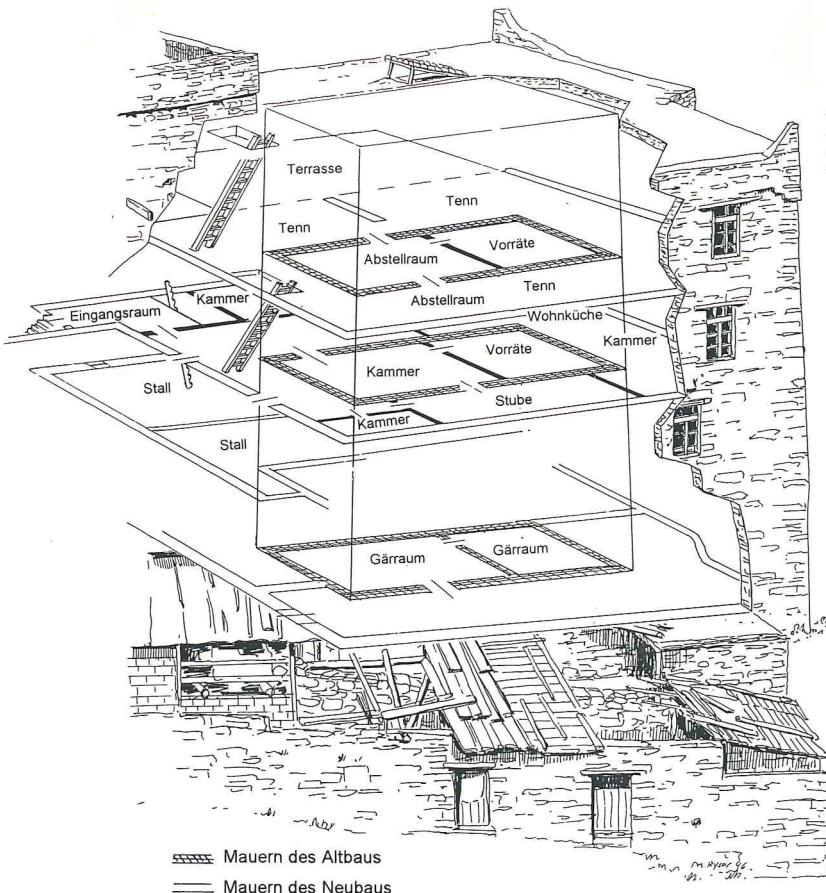 Terrasse
Tenn
Tenn
Vorräte
Abstellraum
Tenn
Abstellraum
Kammer
Eingangsraum
Wohnküche
Kammer
Vorräte
Kammer
Stall
Stube
Kammer
Stall
Gärraum
Gärraum
Mauern des Altbaus
Mauern des Neubaus